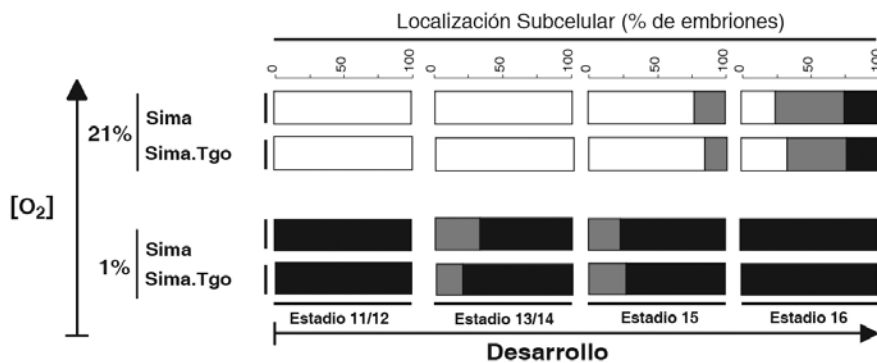 Localización Subcelular (% de embriones)
0 50 100 0 50 100 0 50 100 0 50 100
[O2]
21%
Sima
Sima.Tgo
1%
Sima
Sima.Tgo
Estadio 11/12 Estadio 13/14 Estadio 15 Estadio 16
Desarrollo